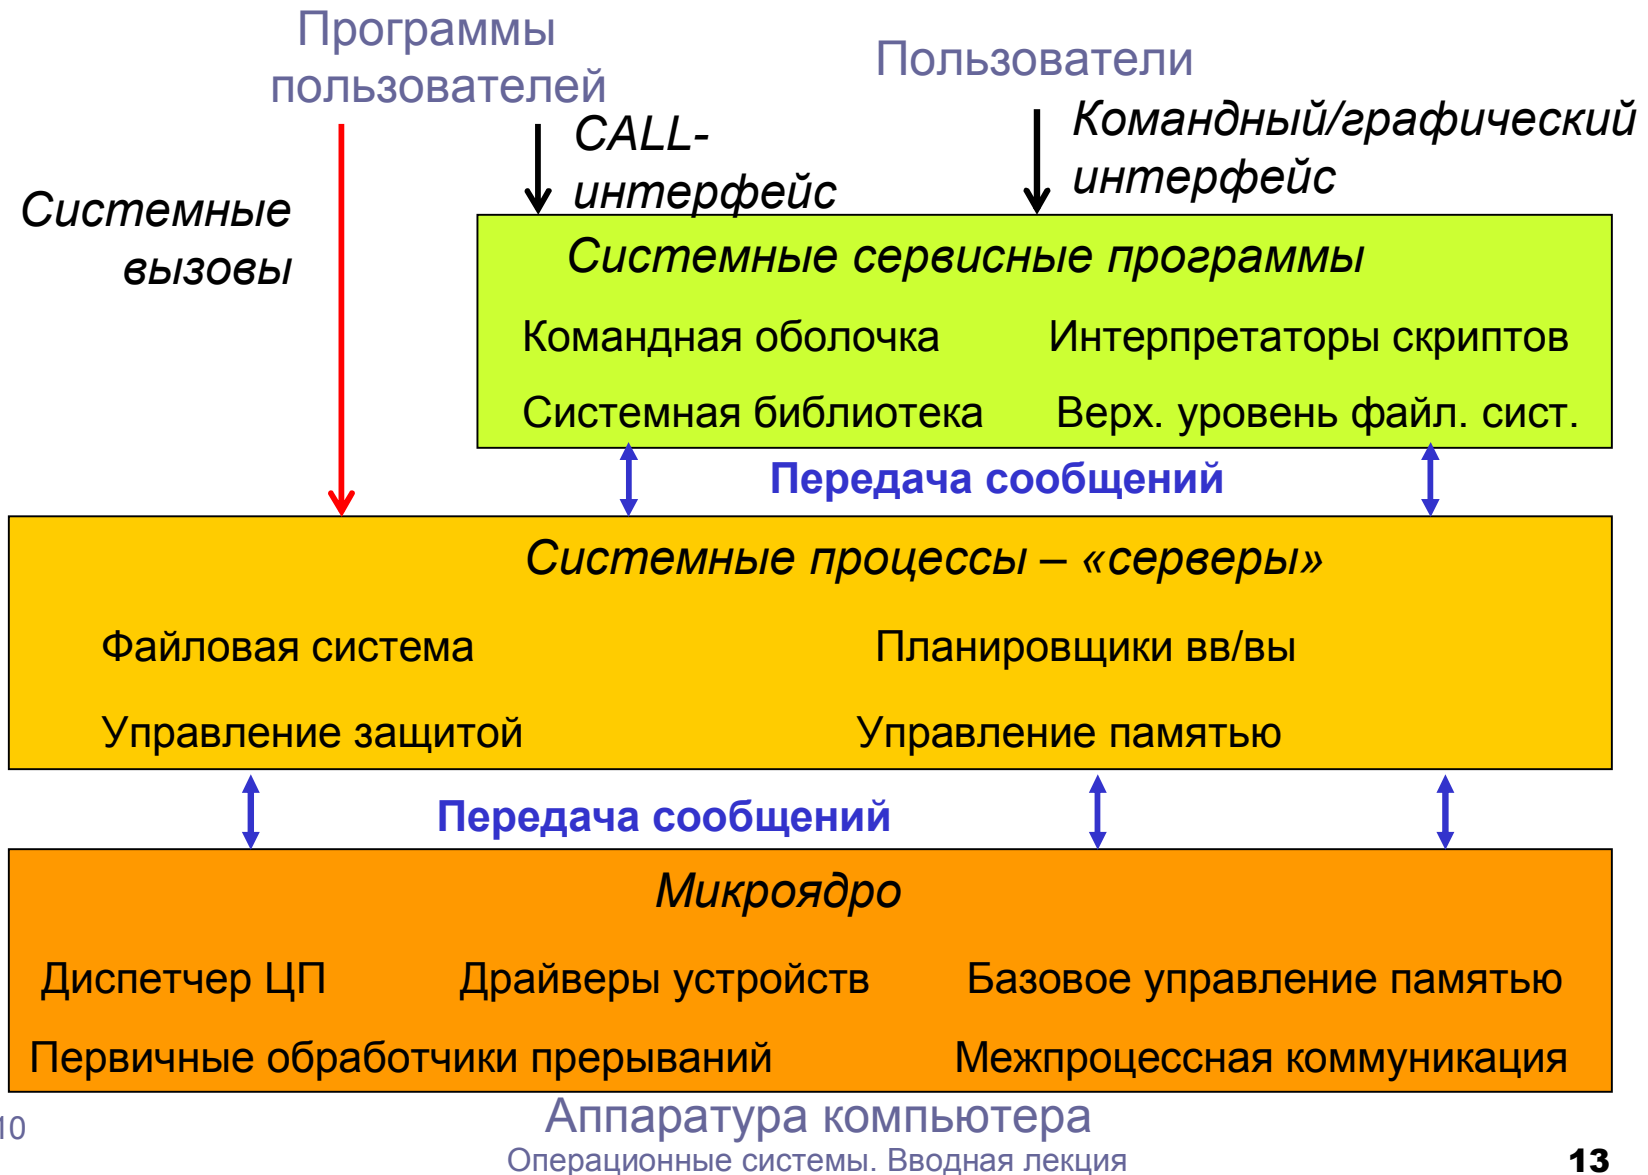 Программы
пользователей
Пользователи
CALL-
интерфейс
Командный/графический
интерфейс
Системные
вызовы
Системные сервисные программы
Командная оболочка Интерпретаторы скриптов
Системная библиотека Верх. уровень файл. сист.
Передача сообщений
Системные процессы – «серверы»
Файловая система Планировщики вв/вы
Управление защитой Управление памятью
Передача сообщений
Микроядро
Диспетчер ЦП Драйверы устройств Базовое управление памятью
Первичные обработчики прерываний Межпроцессная коммуникация
Аппаратура компьютера
10
Операционные системы. Вводная лекция
13